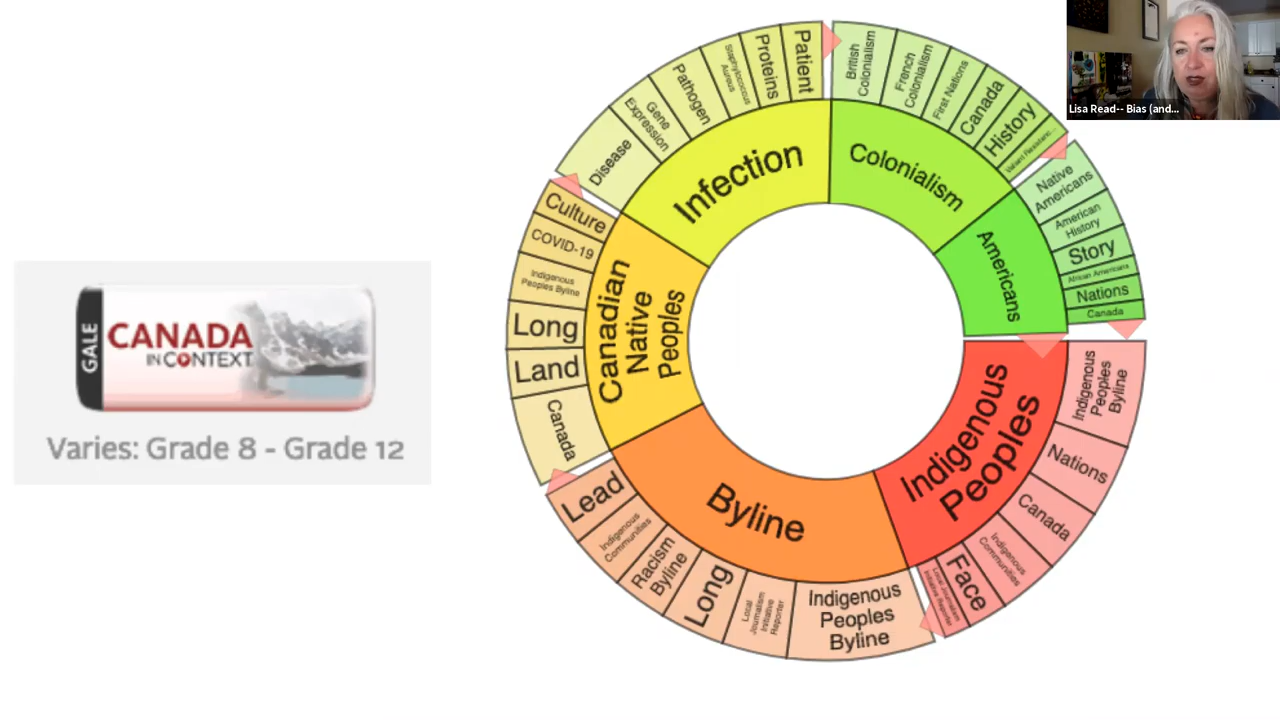 GALE
CANADA
IN CONTEXT
Varies: Grade 8 - Grade 12
Infection
Disease
Gene
Expression
Pathogen
Staphylococcus
Aureus
Proteins
Patient
Colonialism
British
Colonialism
French
Colonialism
First Nations
Canada
History
Americans
Native
Americans
American
History
Story
African Americans
Nations
Canada
Indigenous
Peoples
Indigenous
Peoples
Byline
Nations
Canada
Indigenous
Communities
Face
Local Journalism
Initiative Reporter
Byline
Indigenous
Peoples
Byline
Local
Journalism
Initiative
Reporter
Long
Racism
Byline
Indigenous
Communities
Lead
Canadian
Native
Peoples
Canada
Land
Long
Indigenous
Peoples Byline
COVID-19
Culture
Lisa Read-- Bias (and...